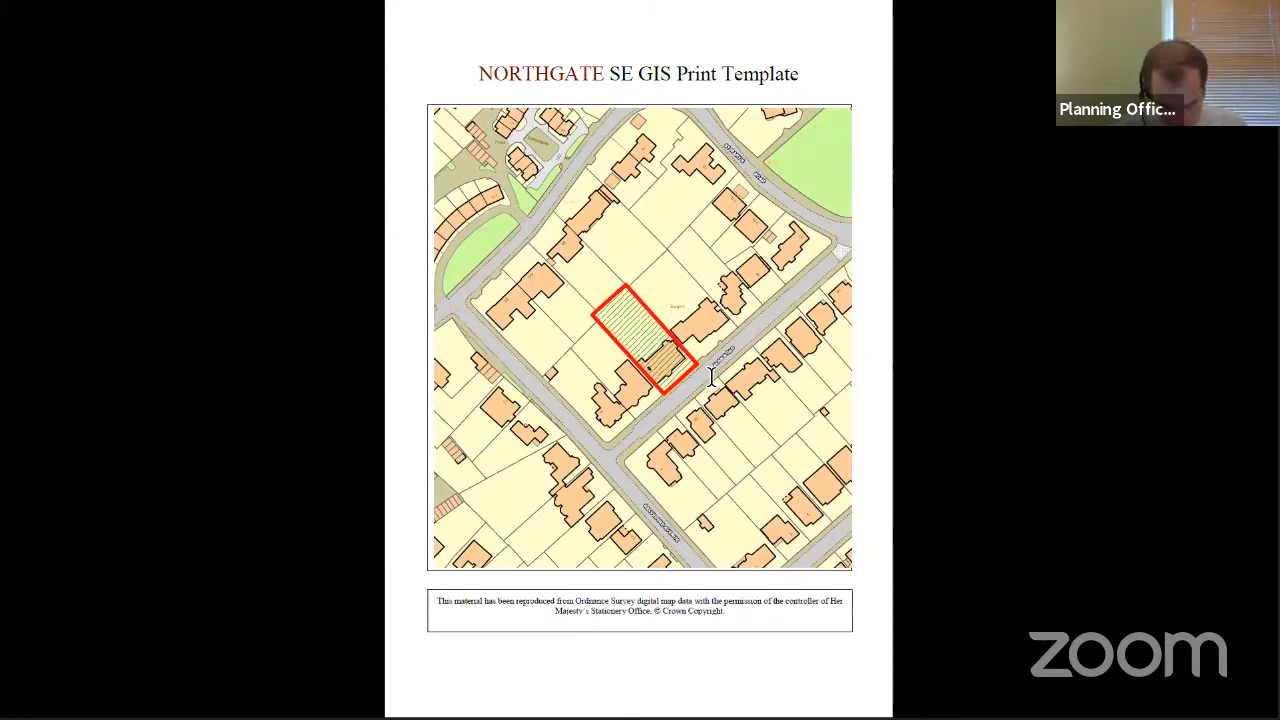 NORTHGATE SE GIS Print Template
Planning Offic...
This material has been reproduced from Ordnance Survey digital map data with the permission of the controller of Her
Majesty's Stationery Office, © Crown Copyright.
zoom